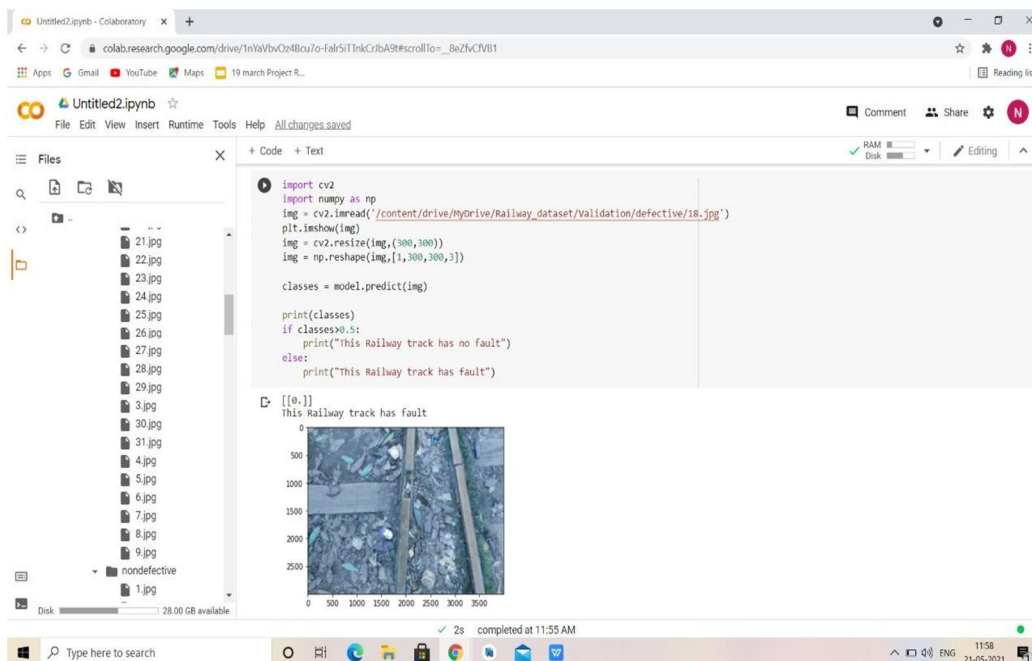 Untitled2.ipynb - Colaboratory
colab.research.google.com/drive/1nYaVbvOz4Bcu7o-FaIr5iTTnkCrJbA9t#scrollTo=_8eZfvCfVB1
Apps Gmail YouTube Maps 19 march Project R... Reading lis
Untitled2.ipynb
File Edit View Insert Runtime Tools Help All changes saved
Comment Share N
Files
+ Code + Text
RAM
Disk
Editing
..
21.jpg
22.jpg
23.jpg
24.jpg
25.jpg
26.jpg
27.jpg
28.jpg
29.jpg
3.jpg
30.jpg
31.jpg
4.jpg
5.jpg
6.jpg
7.jpg
8.jpg
9.jpg
nondefective
1.jpg
Disk 28.00 GB available
import cv2
import numpy as np
img = cv2.imread('/content/drive/MyDrive/Railway_dataset/Validation/defective/18.jpg')
plt.imshow(img)
img = cv2.resize(img,(300,300))
img = np.reshape(img,[1,300,300,3])
classes = model.predict(img)
print(classes)
if classes>0.5:
print("This Railway track has no fault")
else:
print("This Railway track has fault")
[[0.]]
This Railway track has fault
0
500
1000
1500
2000
2500
0 500 1000 1500 2000 2500 3000 3500
2s completed at 11:55 AM
Type here to search
ENG
11:58
21-05-2021